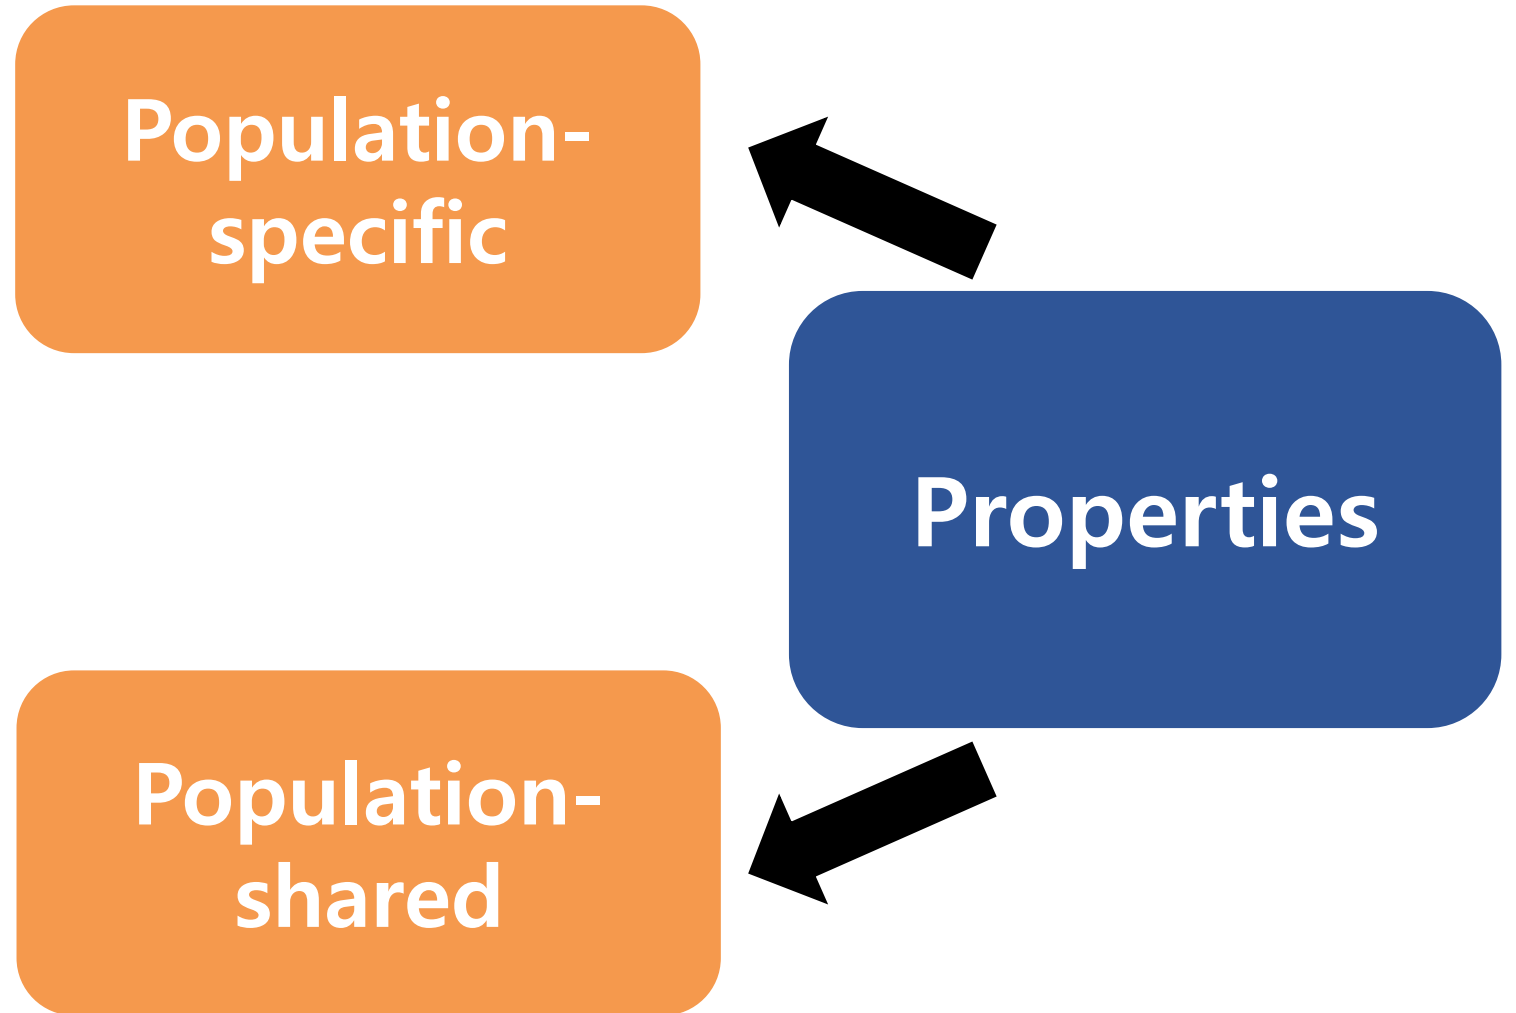 Population-
specific
Properties
Population-
shared